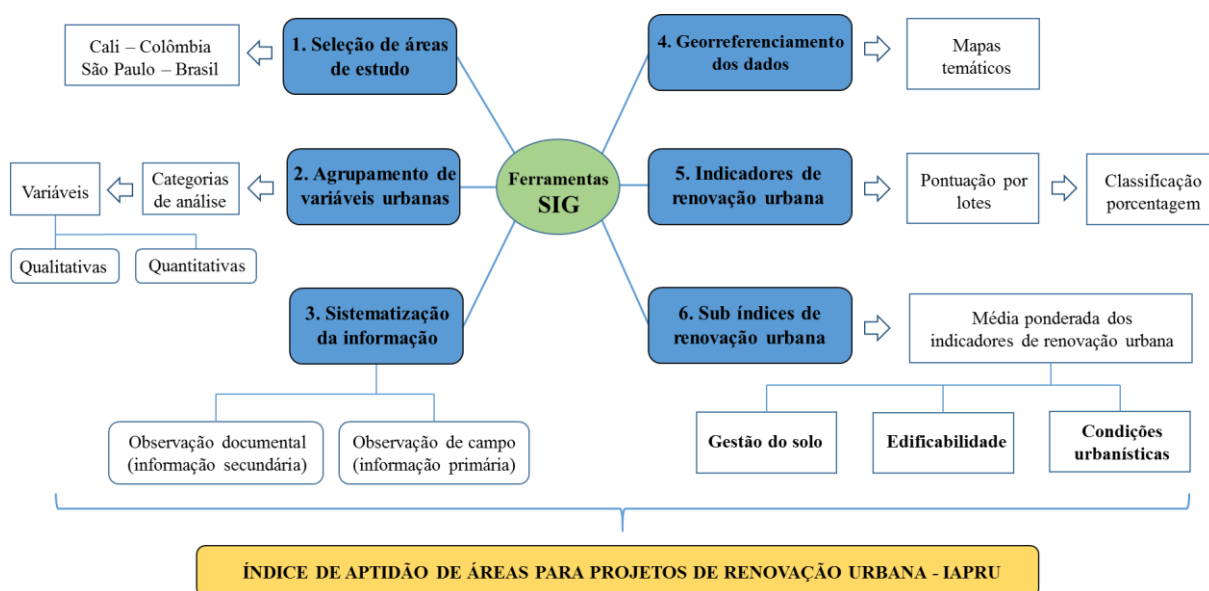 Cali – Colômbia
São Paulo – Brasil
1. Seleção de áreas
de estudo
4. Georreferenciamento
dos dados
Mapas
temáticos
Variáveis
Categorias
de análise
2. Agrupamento de
variáveis urbanas
Ferramentas
SIG
5. Indicadores de
renovação urbana
Pontuação por
lotes
Classificação
porcentagem
Qualitativas
Quantitativas
3. Sistematização
da informação
6. Sub índices de
renovação urbana
Média ponderada dos
indicadores de renovação urbana
Observação documental
(informação secundária)
Observação de campo
(informação primária)
Gestão do solo
Edificabilidade
Condições
urbanísticas
ÍNDICE DE APTIDÃO DE ÁREAS PARA PROJETOS DE RENOVAÇÃO URBANA - IAPRU